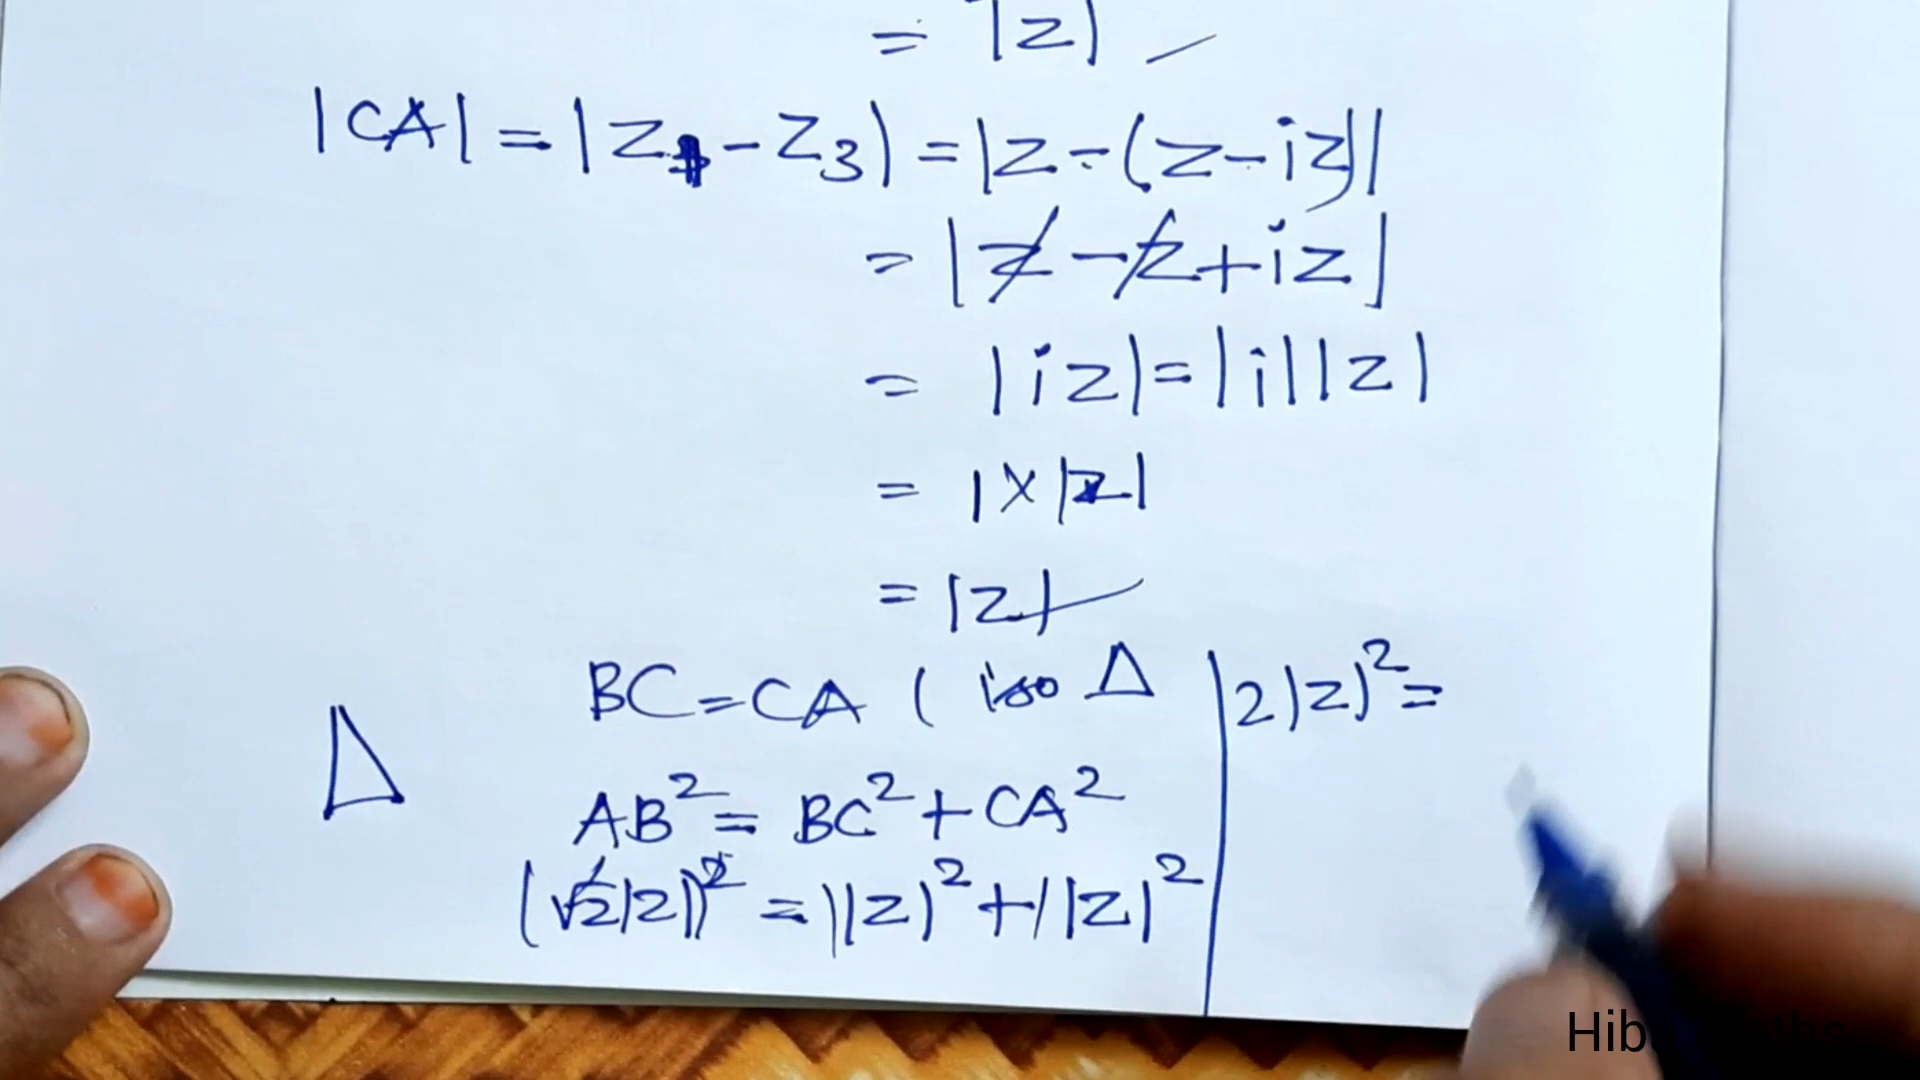 = |z|
|CA| = |z₁ - z₃| = |z - (z - iz)|
= |z - z + iz|
= |iz| = |i||z|
= 1 × |z|
= |z|
BC = CA ( iso Δ
AB² = BC² + CA²
(√2|z|)² = ||z|² + ||z|²
|2|z|² =
Hib